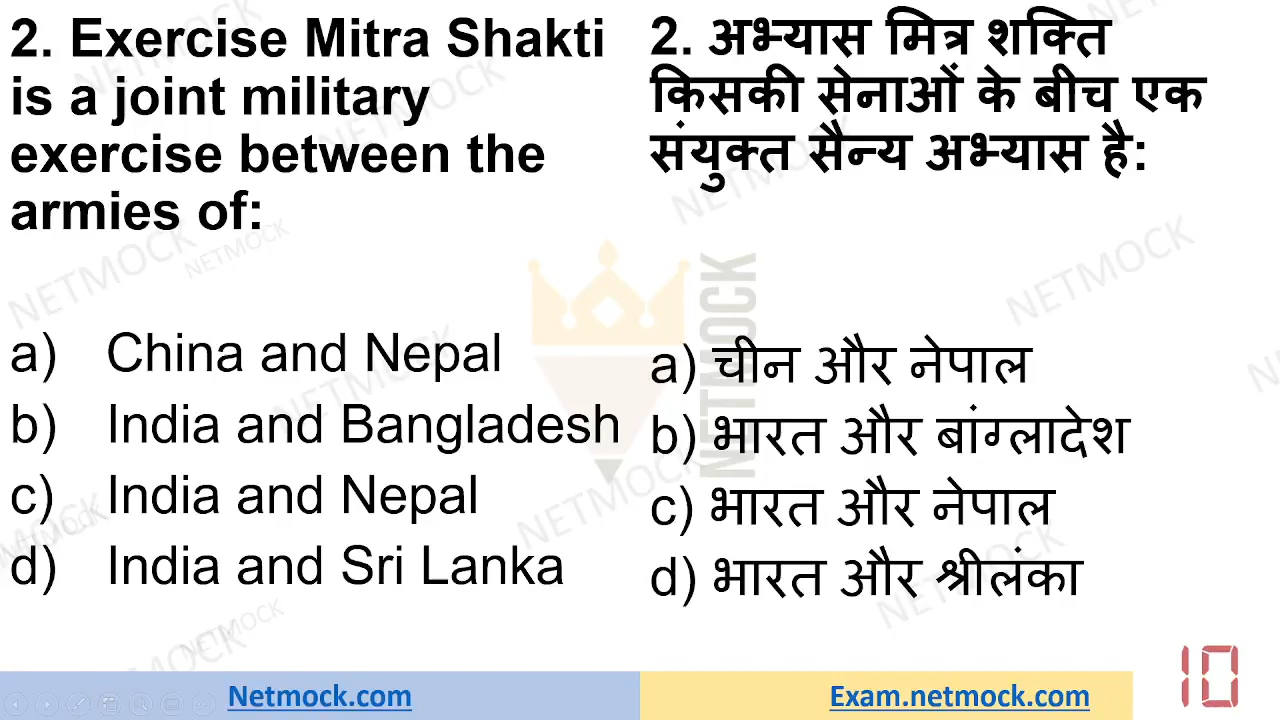 2. Exercise Mitra Shakti
is a joint military
exercise between the
armies of:
a) China and Nepal
b) India and Bangladesh
c) India and Nepal
d) India and Sri Lanka
2. अभ्यास मित्र शक्ति
किसकी सेनाओं के बीच एक
संयुक्त सैन्य अभ्यास है:
a) चीन और नेपाल
b) भारत और बांग्लादेश
c) भारत और नेपाल
d) भारत और श्रीलंका
NETMOCK
Netmock.com
Exam.netmock.com
10